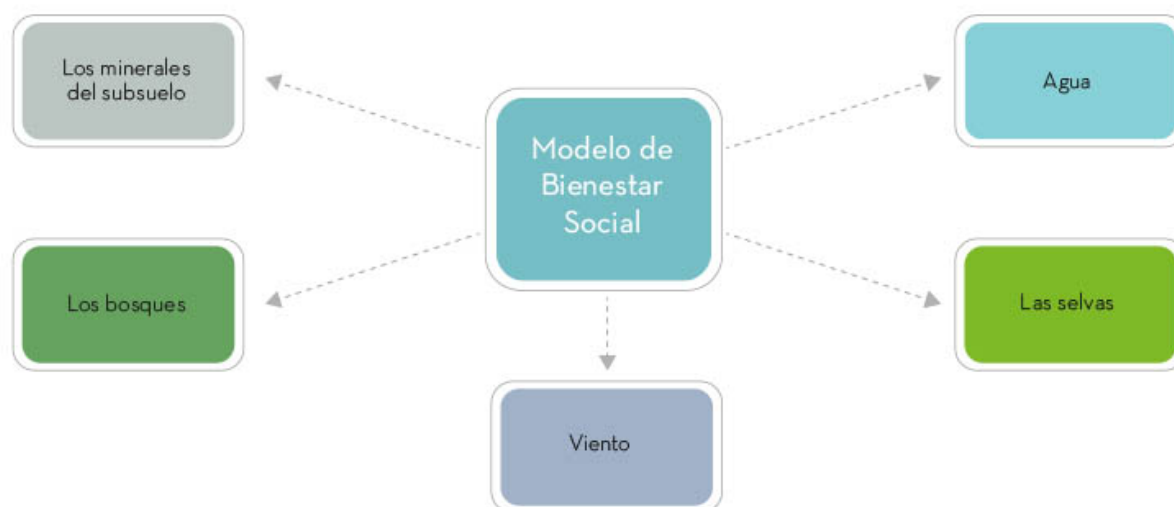 Los minerales
del subsuelo
Agua
Modelo de
Bienestar
Social
Los bosques
Las selvas
Viento